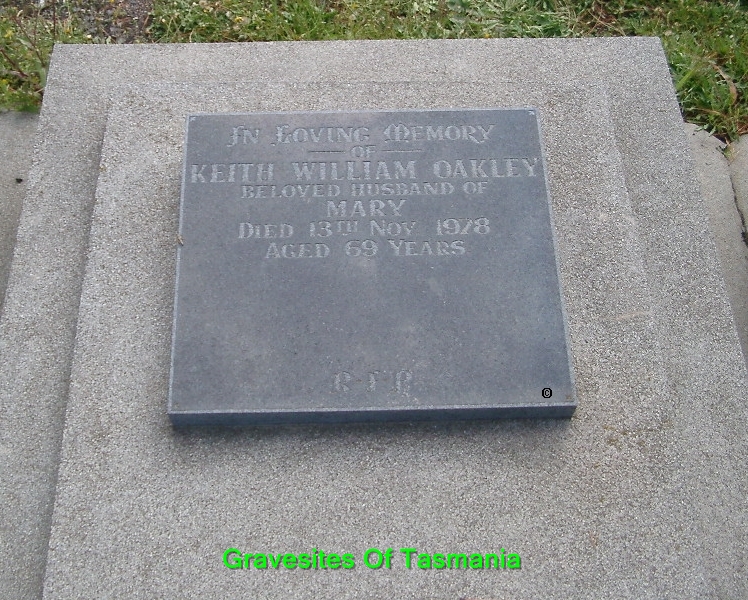 In Loving Memory
OF
KEITH WILLIAM OAKLEY
BELOVED HUSBAND OF
MARY
DIED 13TH NOV 1978
AGED 69 YEARS
R·I·P
©
Gravesites Of Tasmania